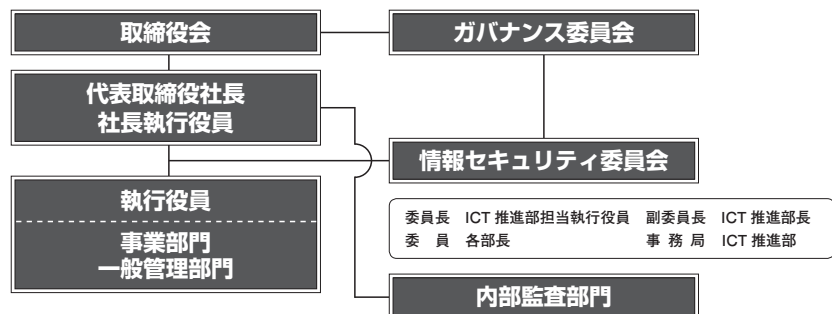 取締役会
ガバナンス委員会
代表取締役社長
社長執行役員
情報セキュリティ委員会
執行役員
事業部門
一般管理部門
委員長 ICT 推進部担当執行役員 副委員長 ICT 推進部長
委 員 各部長 事 務 局 ICT 推進部
内部監査部門